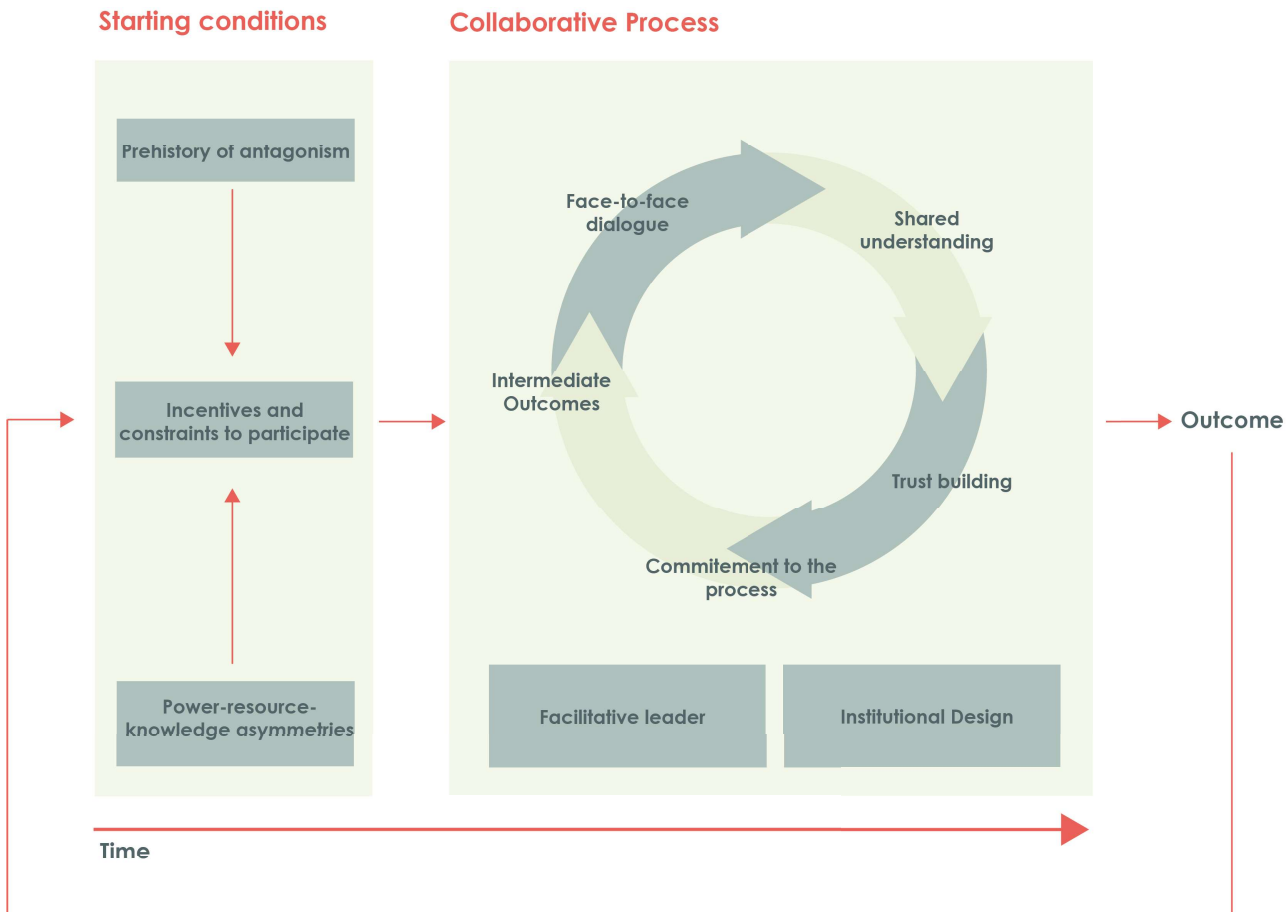 Starting conditions
Collaborative Process
Prehistory of antagonism
Incentives and
constraints to participate
Power-resource-
knowledge asymmetries
Face-to-face
dialogue
Shared
understanding
Intermediate
Outcomes
Trust building
Commitement to the
process
Facilitative leader
Institutional Design
Outcome
Time